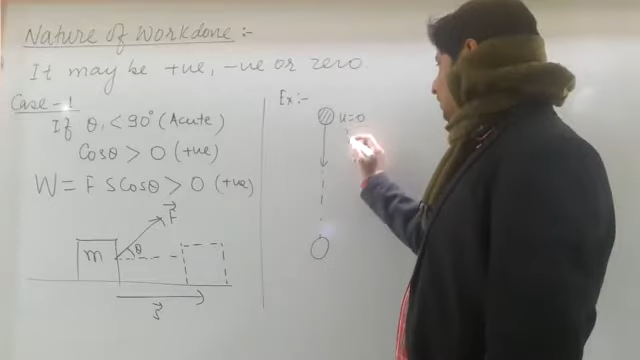 Nature of Workdone :-
It may be +ve, -ve or zero.
Case-1
If θ, < 90° (Acute)
Cosθ > 0 (+ve)
W = F S Cosθ > 0 (+ve)
F
m
θ
S
Ex:-
u=0